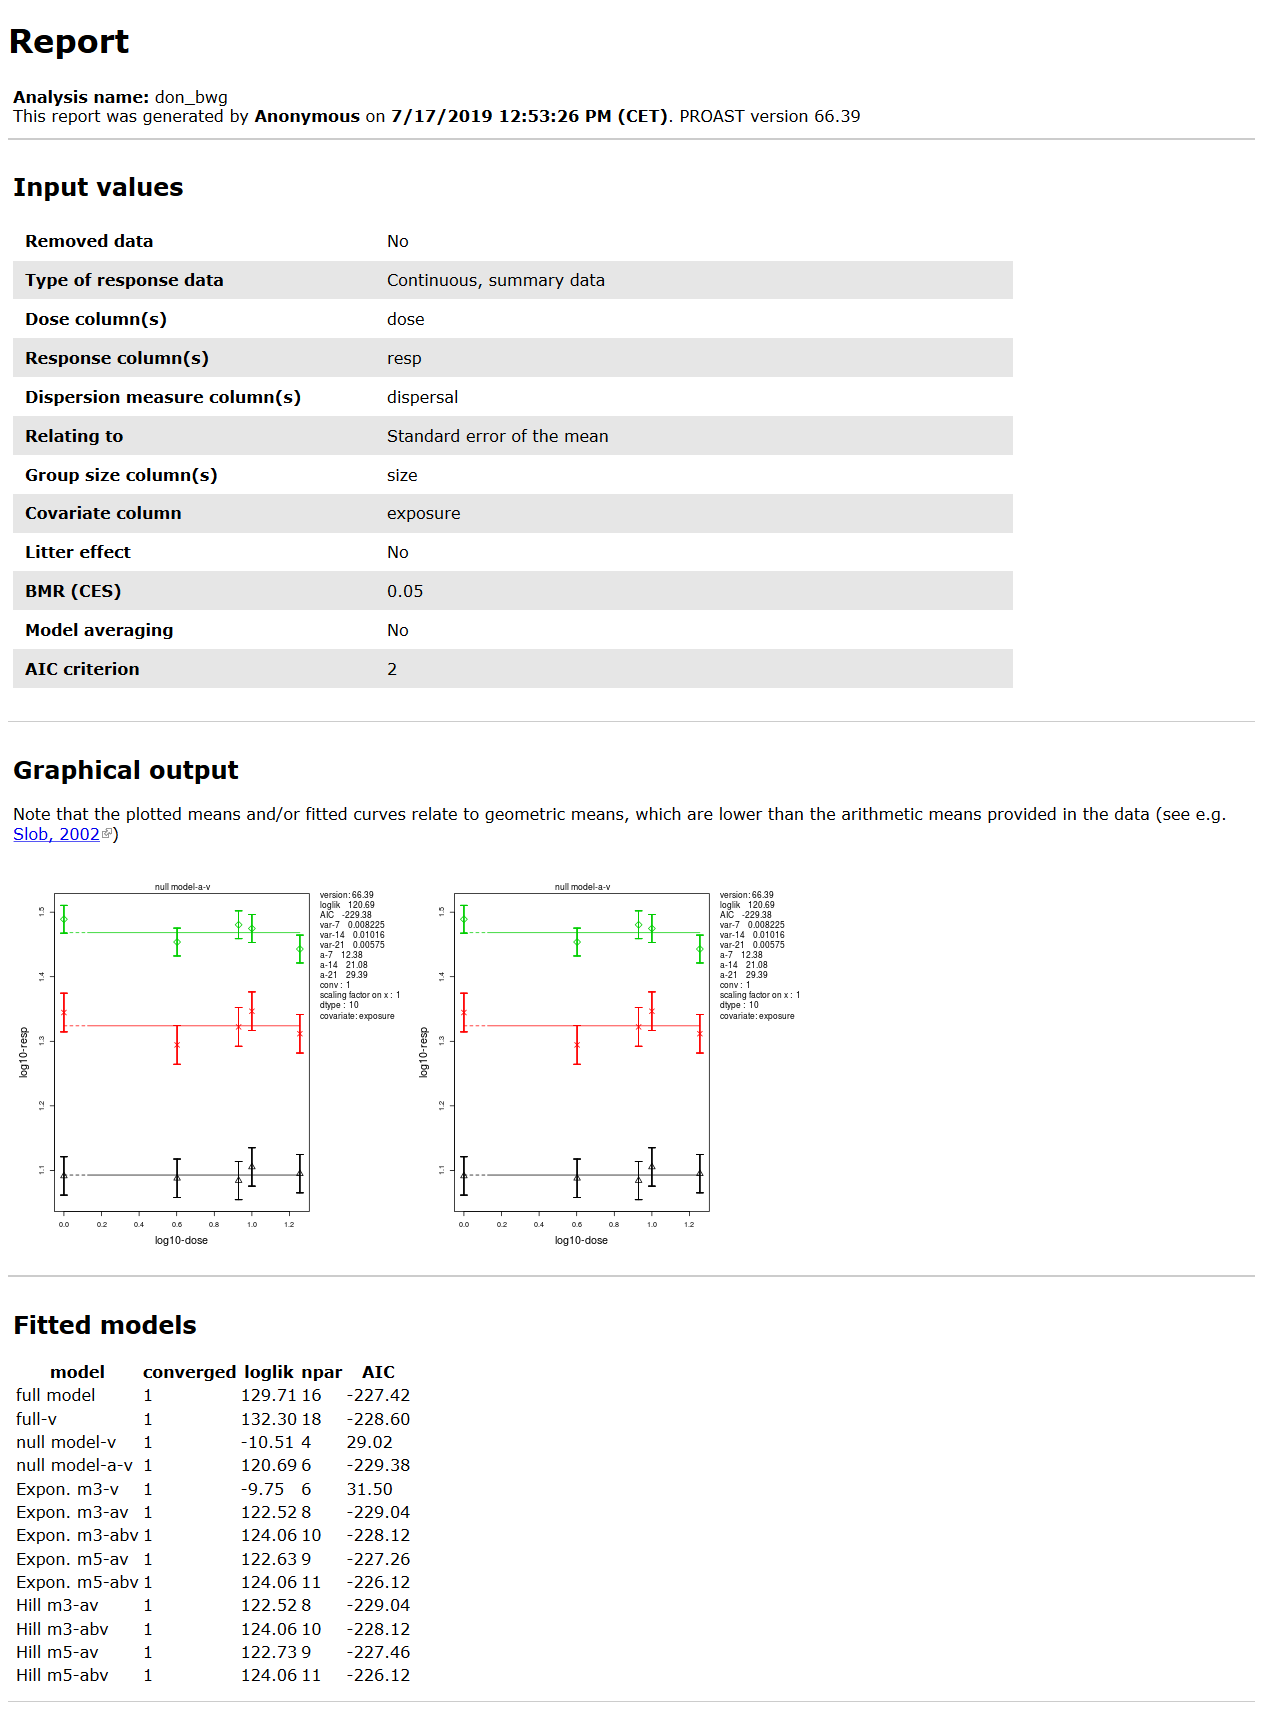 Report
Analysis name: don_bwg
This report was generated by Anonymous on 7/17/2019 12:53:26 PM (CET). PROAST version 66.39
Input values
Removed data No
Type of response data Continuous, summary data
Dose column(s) dose
Response column(s) resp
Dispersion measure column(s) dispersal
Relating to Standard error of the mean
Group size column(s) size
Covariate column exposure
Litter effect No
BMR (CES) 0.05
Model averaging No
AIC criterion 2
Graphical output
Note that the plotted means and/or fitted curves relate to geometric means, which are lower than the arithmetic means provided in the data (see e.g.
Slob, 2002)
null model-a-v
1.5
1.4
1.3
1.2
1.1
log10-resp
0.0 0.2 0.4 0.6 0.8 1.0 1.2
log10-dose
version: 66.39
loglik 120.69
AIC -229.38
var-7 0.008225
var-14 0.01016
var-21 0.00575
a-7 12.38
a-14 21.08
a-21 29.39
conv : 1
scaling factor on x : 1
dtype : 10
covariate: exposure
null model-a-v
1.5
1.4
1.3
1.2
1.1
log10-resp
0.0 0.2 0.4 0.6 0.8 1.0 1.2
log10-dose
version: 66.39
loglik 120.69
AIC -229.38
var-7 0.008225
var-14 0.01016
var-21 0.00575
a-7 12.38
a-14 21.08
a-21 29.39
conv : 1
scaling factor on x : 1
dtype : 10
covariate: exposure
Fitted models
model converged loglik npar AIC
full model 1 129.71 16 -227.42
full-v 1 132.30 18 -228.60
null model-v 1 -10.51 4 29.02
null model-a-v 1 120.69 6 -229.38
Expon. m3-v 1 -9.75 6 31.50
Expon. m3-av 1 122.52 8 -229.04
Expon. m3-abv 1 124.06 10 -228.12
Expon. m5-av 1 122.63 9 -227.26
Expon. m5-abv 1 124.06 11 -226.12
Hill m3-av 1 122.52 8 -229.04
Hill m3-abv 1 124.06 10 -228.12
Hill m5-av 1 122.73 9 -227.46
Hill m5-abv 1 124.06 11 -226.12